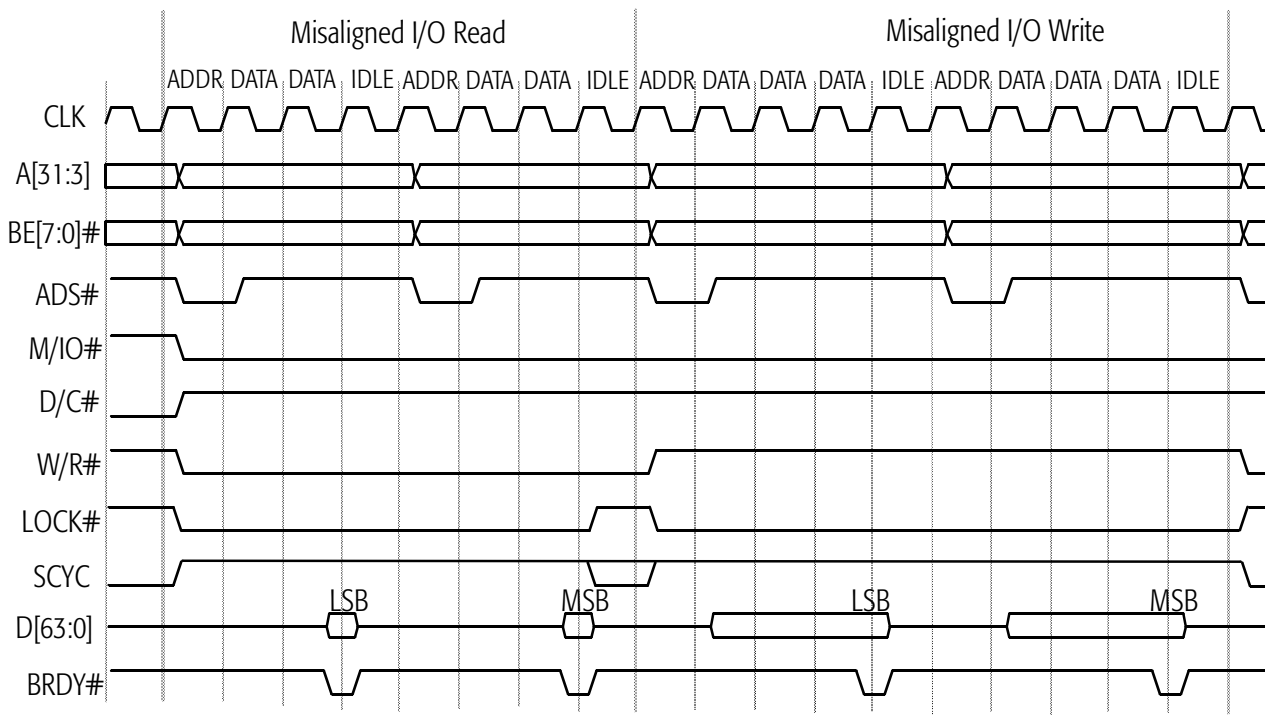 Misaligned I/O Read Misaligned I/O Write
ADDR DATA DATA IDLE ADDR DATA DATA IDLE ADDR DATA DATA DATA IDLE ADDR DATA DATA DATA IDLE
CLK
A[31:3]
BE[7:0]#
ADS#
M/IO#
D/C#
W/R#
LOCK#
SCYC
LSB MSB LSB MSB
D[63:0]
BRDY#